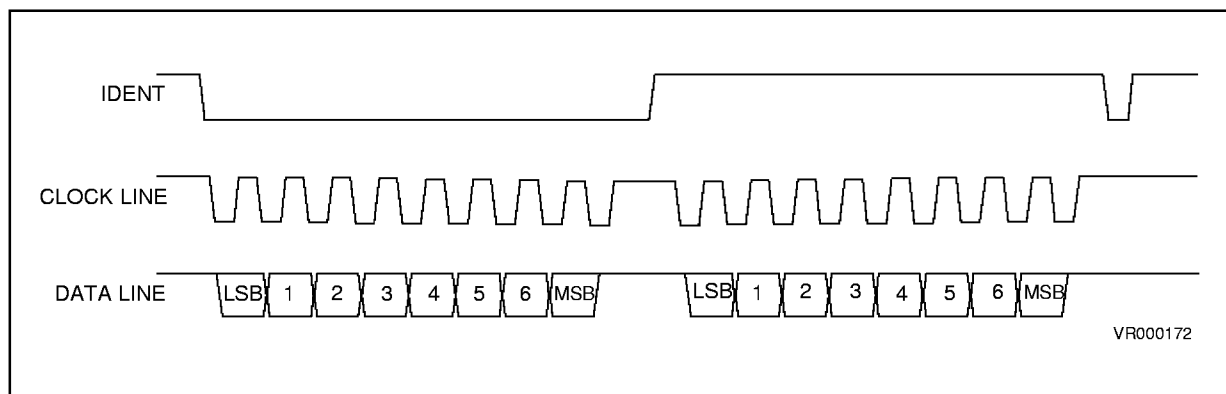 IDENT
CLOCK LINE
DATA LINE LSB 1 2 3 4 5 6 MSB LSB 1 2 3 4 5 6 MSB
VR000172